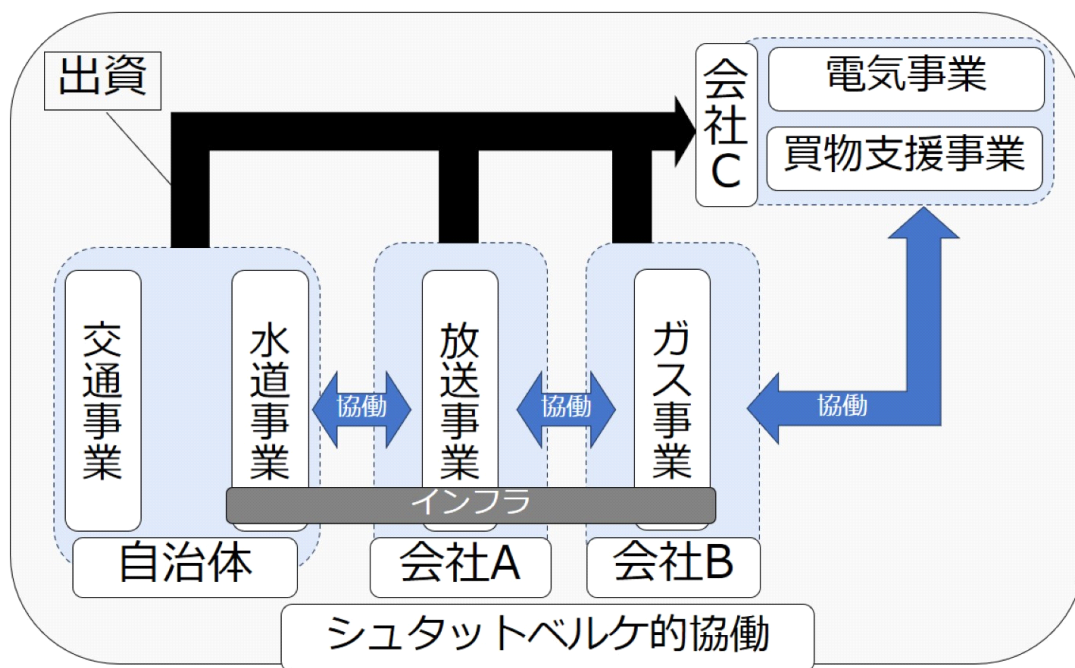 出資
会社C
電気事業
買物支援事業
交通事業
水道事業
放送事業
ガス事業
協働
協働
協働
インフラ
自治体
会社A
会社B
シュタットベルケ的協働